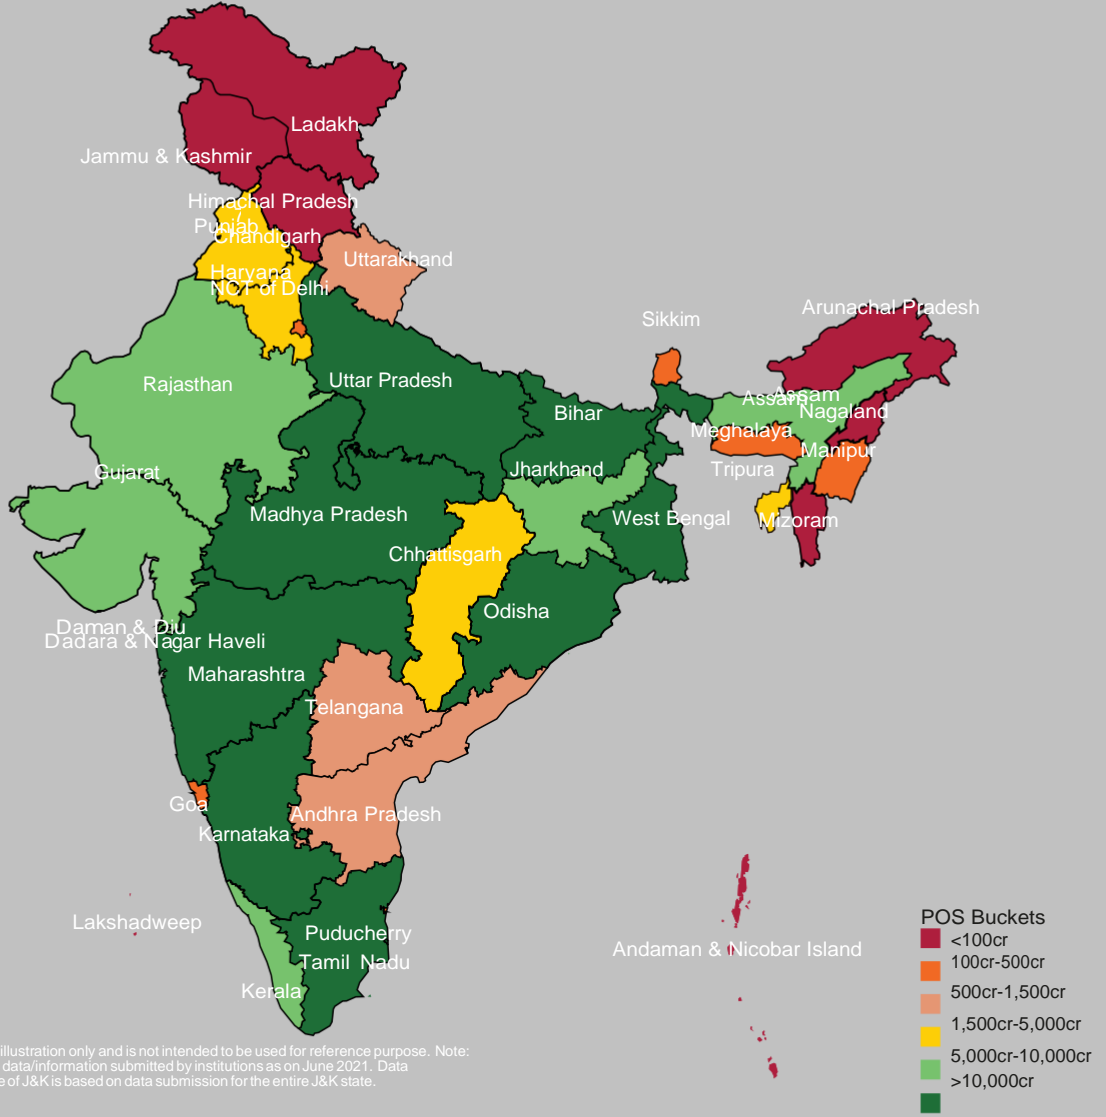 Ladakh
Jammu & Kashmir
Himachal Pradesh
Punjab
Chandigarh
Uttarakhand
Haryana
NCT of Delhi
Arunachal Pradesh
Sikkim
Rajasthan
Uttar Pradesh
Assam
Assam
Bihar
Nagaland
Meghalaya
Manipur
Gujarat
Jharkhand
Tripura
Madhya Pradesh
West Bengal
Mizoram
Chhattisgarh
Odisha
Daman & Diu
Dadara & Nagar Haveli
Maharashtra
Telangana
Goa
Andhra Pradesh
Karnataka
Lakshadweep
Puducherry
Andaman & Nicobar Island
Tamil Nadu
Kerala
POS Buckets
<100cr
100cr-500cr
500cr-1,500cr
1,500cr-5,000cr
5,000cr-10,000cr
>10,000cr
illustration only and is not intended to be used for reference purpose. Note:
data/information submitted by institutions as on June 2021. Data
e of J&K is based on data submission for the entire J&K state.